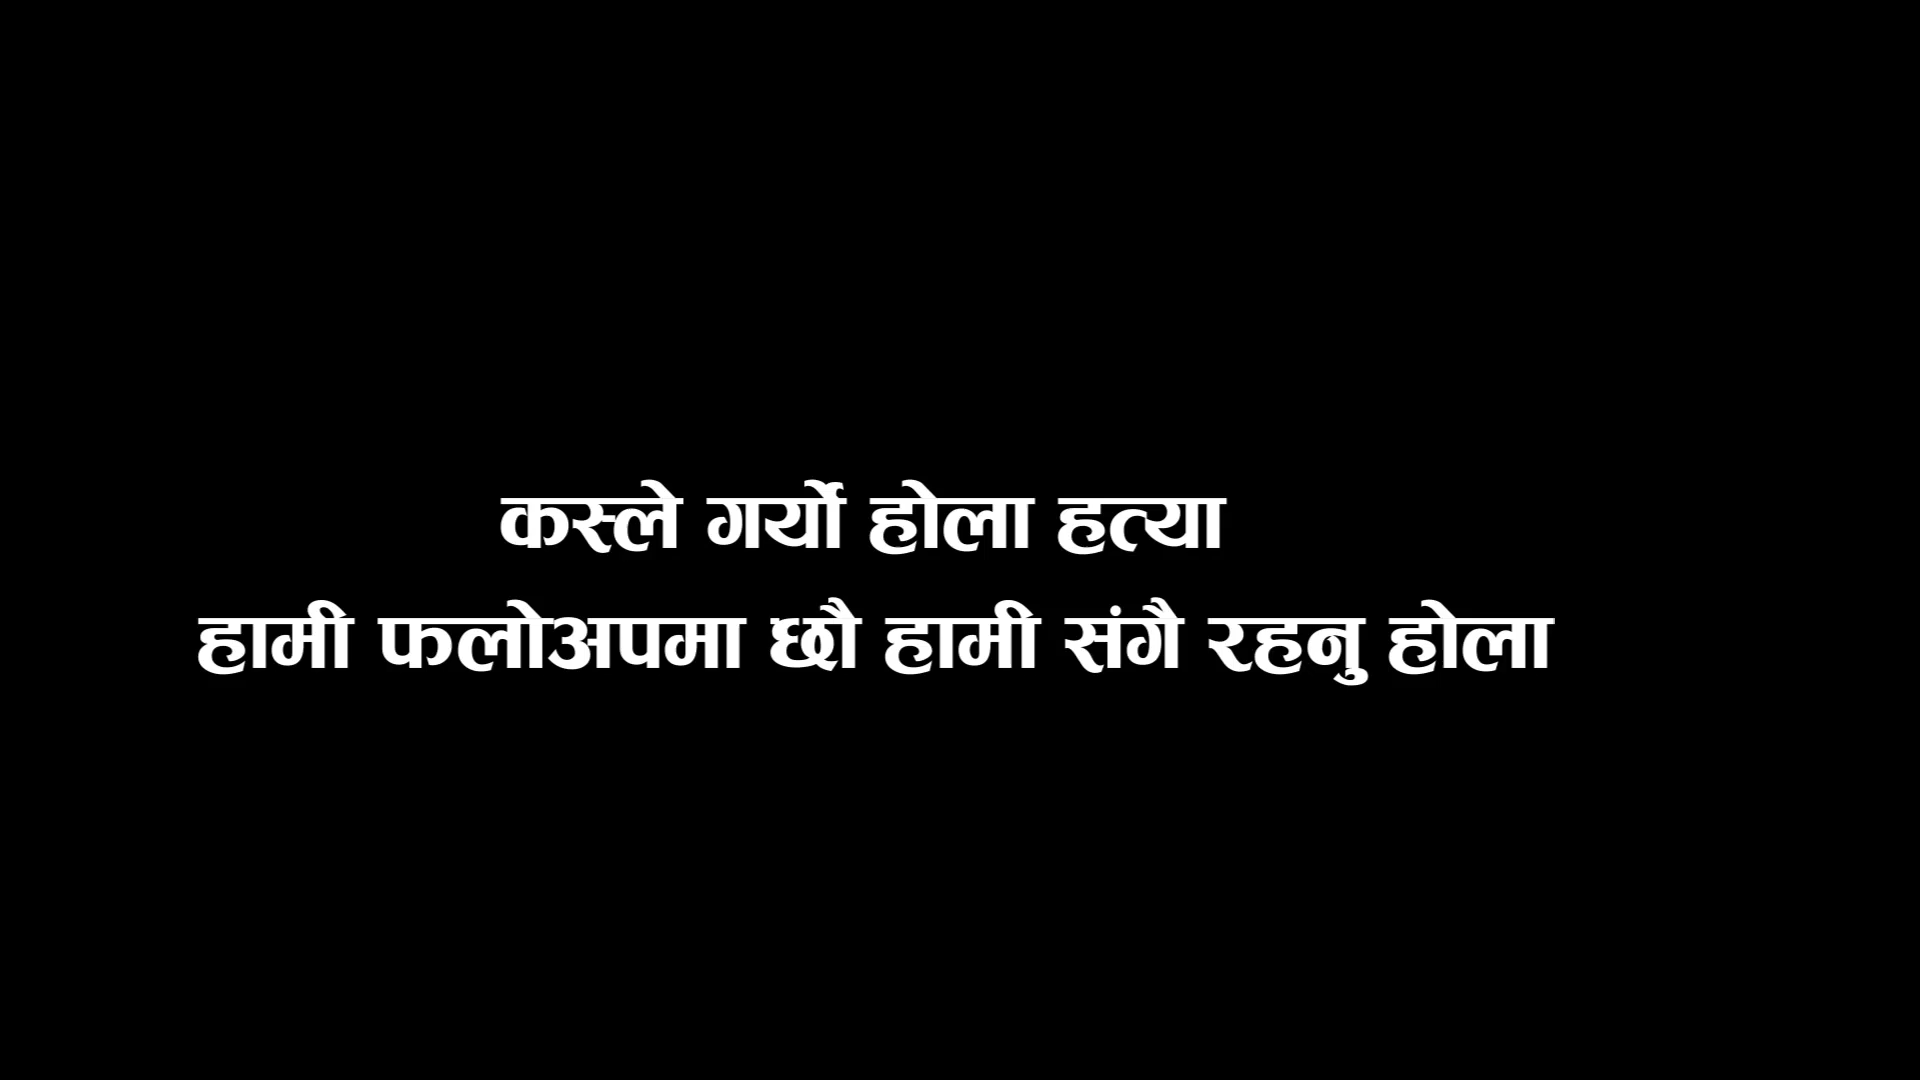 कस्ले गर्यो होला हत्या
हामी फलोअपमा छौ हामी संगै रहनु होला